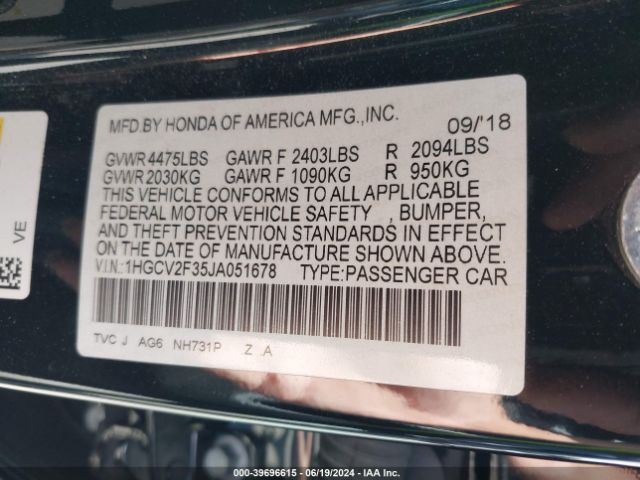 MFD.BY HONDA OF AMERICA MFG.,INC.
09/'18
GVWR 4475LBS GAWR F 2403LBS R 2094LBS
GVWR 2030KG GAWR F 1090KG R 950KG
THIS VEHICLE CONFORMS TO ALL APPLICABLE
FEDERAL MOTOR VEHICLE SAFETY , BUMPER,
AND THEFT PREVENTION STANDARDS IN EFFECT
ON THE DATE OF MANUFACTURE SHOWN ABOVE.
V.I.N.:1HGCV2F35JA051678 TYPE:PASSENGER CAR
TVC J AG6 NH731P Z A
VE
000-39696615 / 06/19/2024 - IAA Inc.